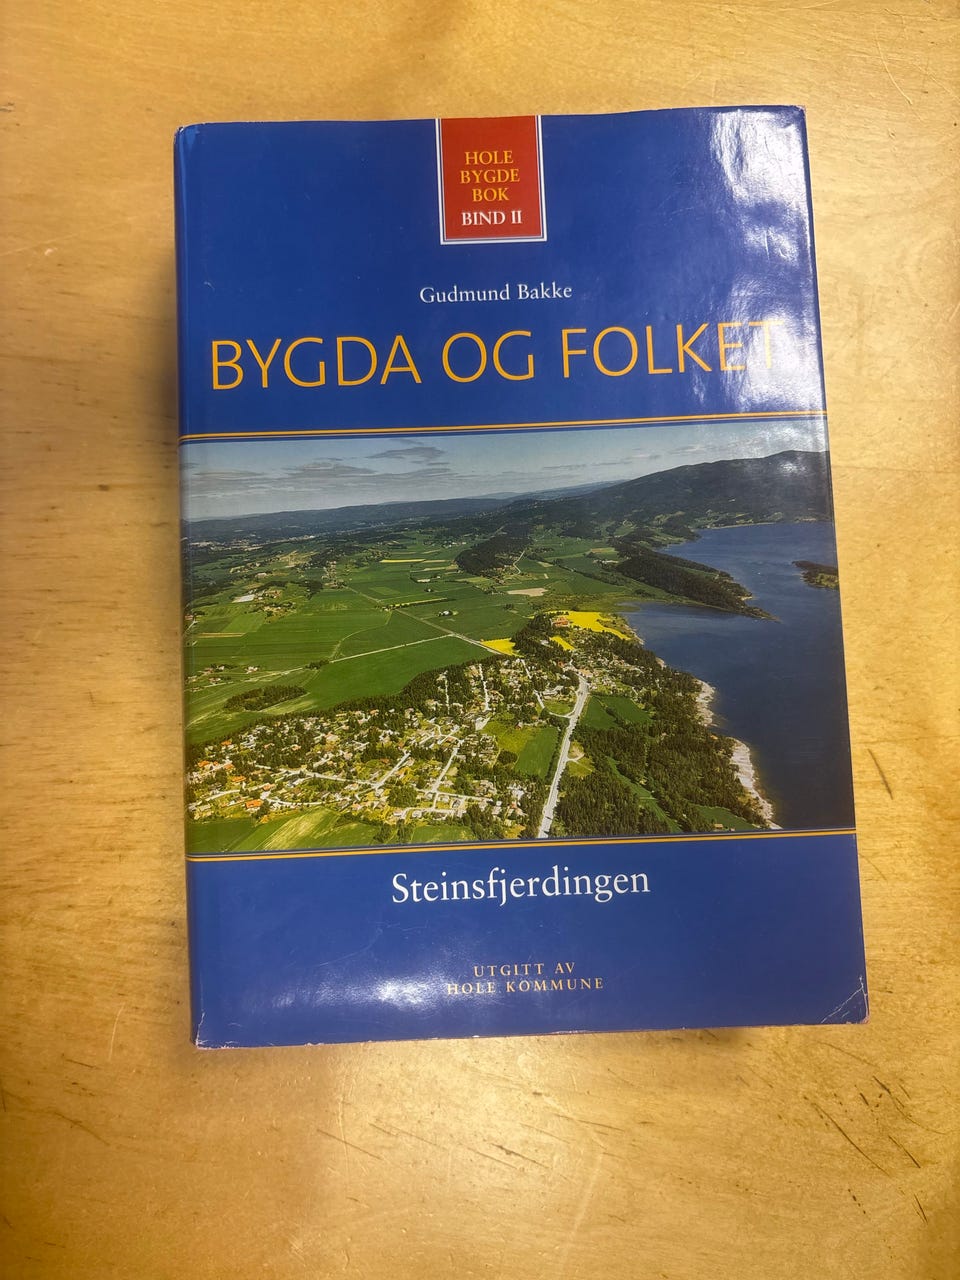 HOLE
BYGDE
BOK
BIND II
Gudmund Bakke
BYGDA OG FOLKET
Steinsfjerdingen
UTGITT AV
HOLE KOMMUNE